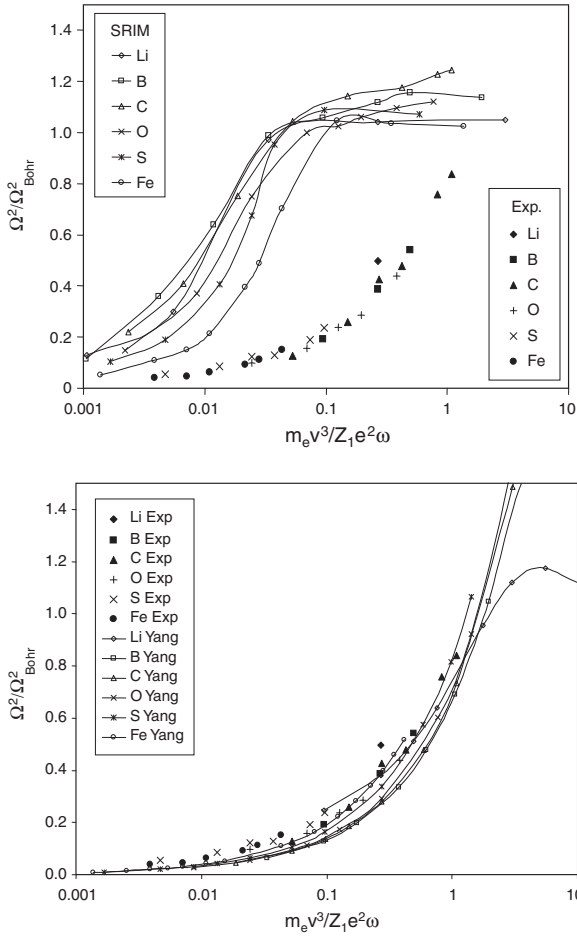 SRIM
Li
B
C
O
S
Fe
Exp.
Li
B
C
O
S
Fe
1.4
1.2
1.0
0.8
0.6
0.4
0.2
0
Ω²/Ω²Bohr
0.001
0.01
0.1
1
mₑv³/Z₁e²ω
Li Exp
B Exp
C Exp
O Exp
S Exp
Fe Exp
Li Yang
B Yang
C Yang
O Yang
S Yang
Fe Yang
1.4
1.2
1.0
0.8
0.6
0.4
0.2
0.0
Ω²/Ω²Bohr
0.001
0.01
0.1
1
10
mₑv³/Z₁e²ω